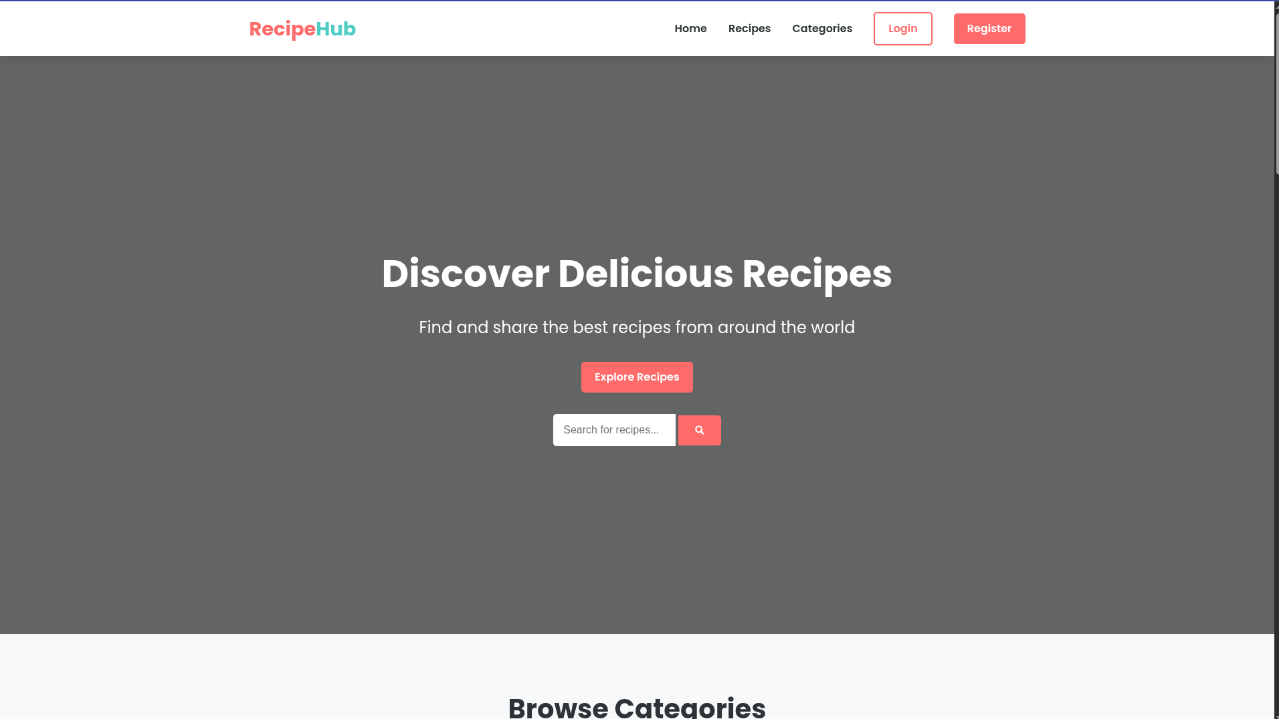 RecipeHub
Home Recipes Categories Login Register
Discover Delicious Recipes
Find and share the best recipes from around the world
Explore Recipes
Search for recipes...
Browse Categories